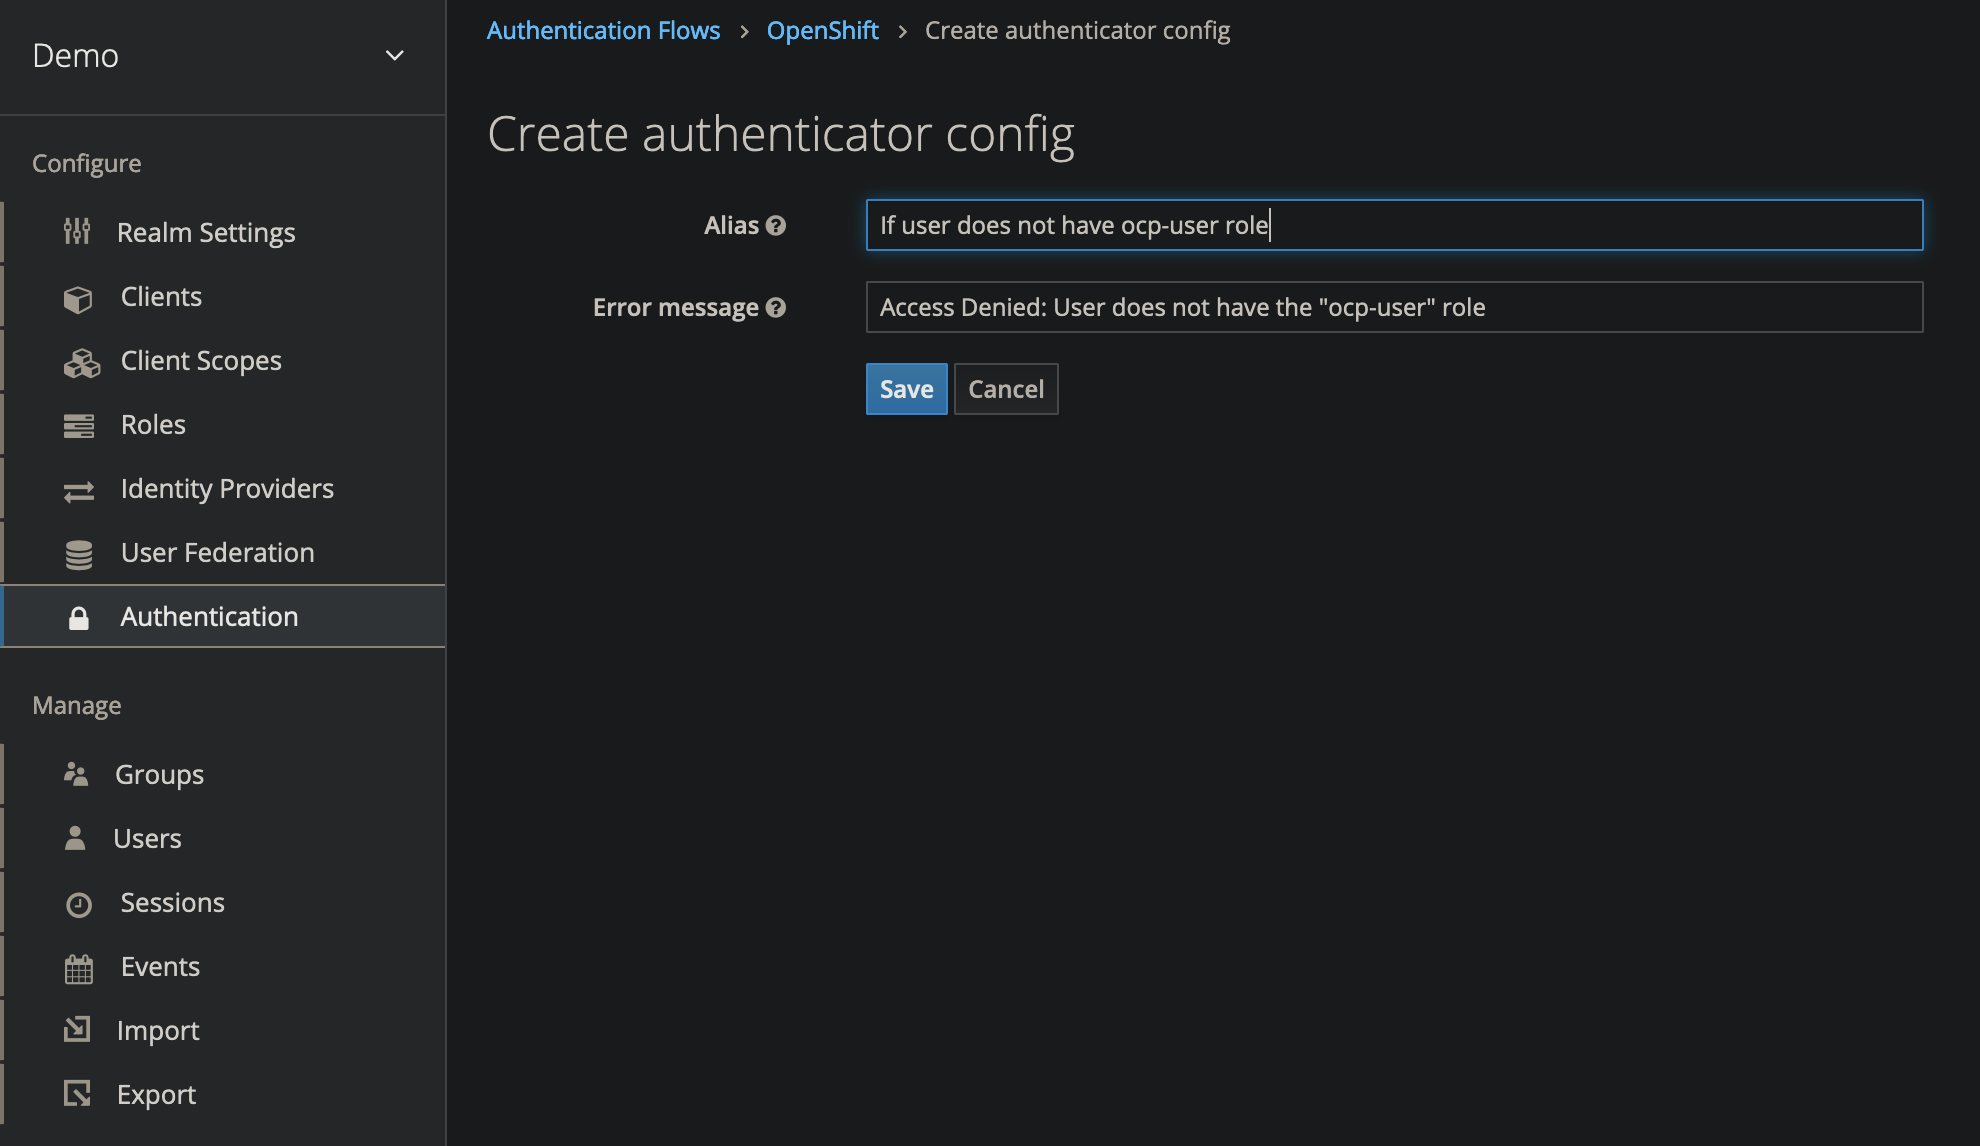 Demo
Configure
Realm Settings
Clients
Client Scopes
Roles
Identity Providers
User Federation
Authentication
Manage
Groups
Users
Sessions
Events
Import
Export
Authentication Flows > OpenShift > Create authenticator config
Create authenticator config
Alias If user does not have ocp-user role
Error message Access Denied: User does not have the "ocp-user" role
Save Cancel